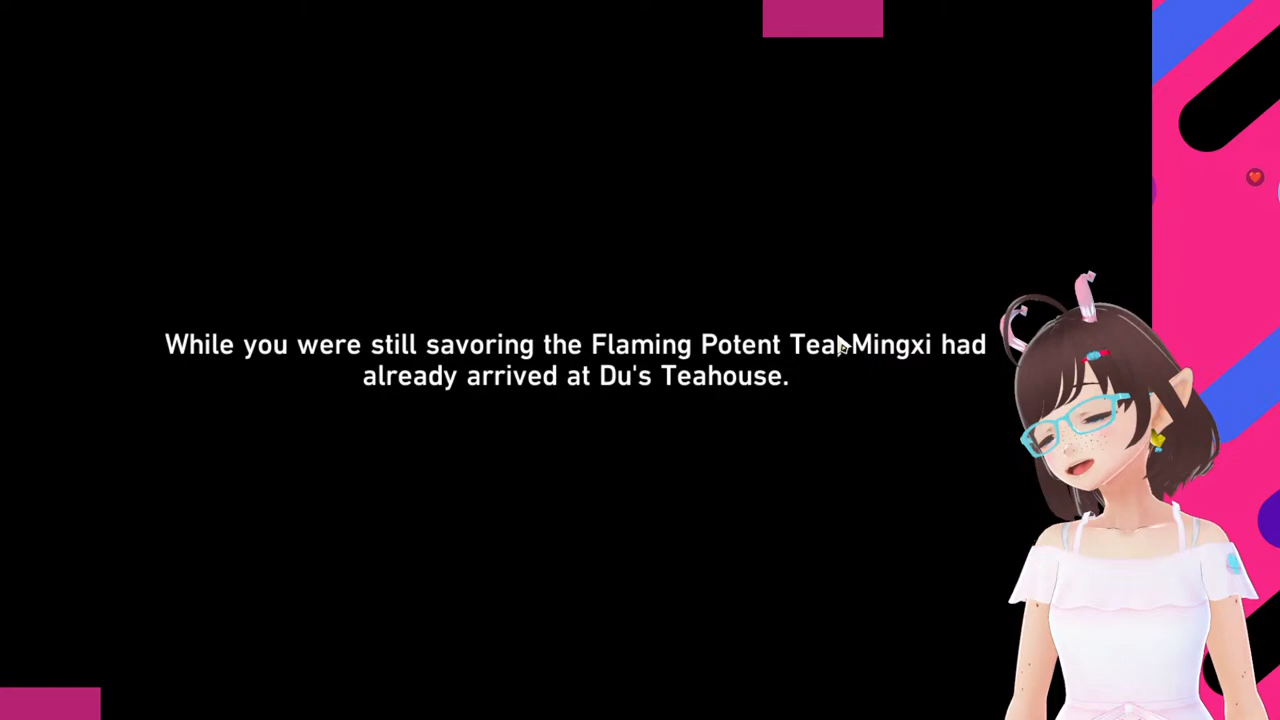 While you were still savoring the Flaming Potent Tea, Mingxi had
already arrived at Du's Teahouse.